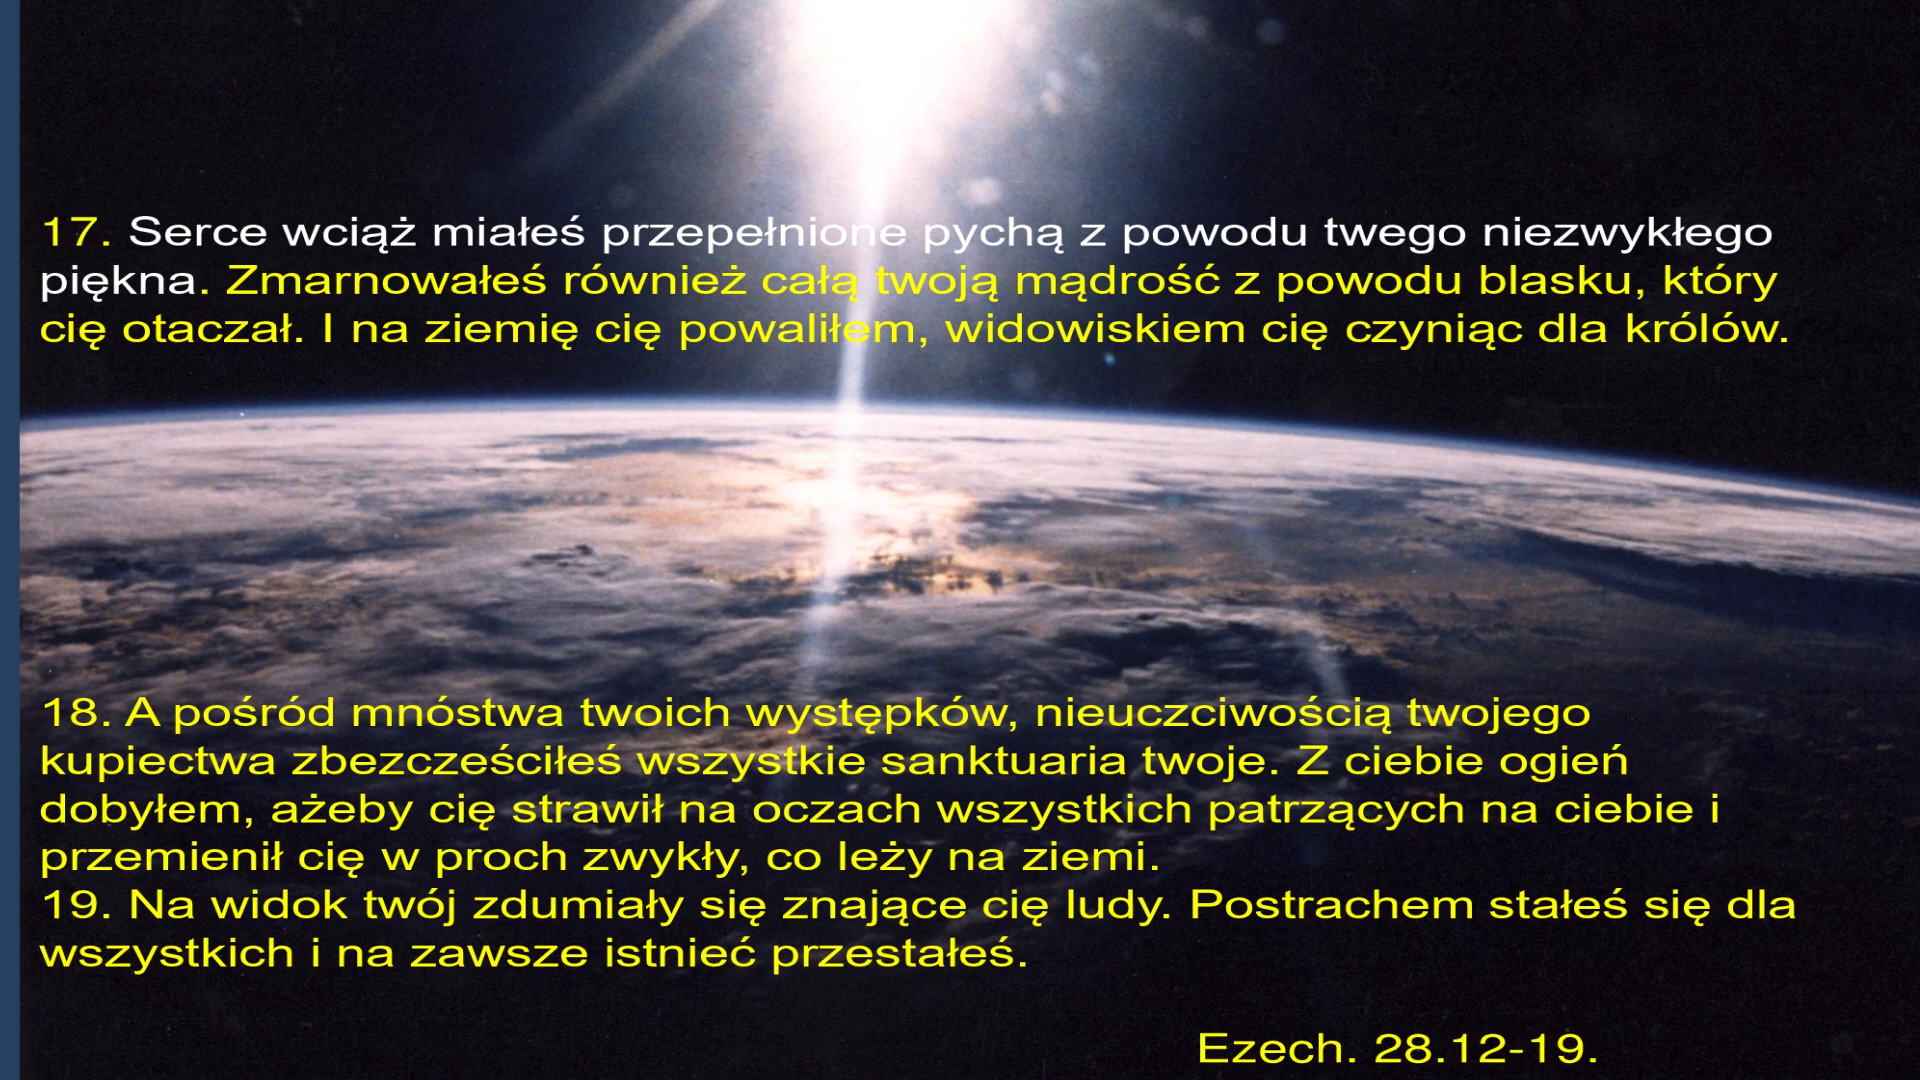 17. Serce wciąż miałeś przepełnione pychą z powodu twego niezwykłego
piękna. Zmarnowałeś również całą twoją mądrość z powodu blasku, który
cię otaczał. I na ziemię cię powaliłem, widowiskiem cię czyniąc dla królów.
18. A pośród mnóstwa twoich występków, nieuczciwością twojego
kupiectwa zbezcześciłeś wszystkie sanktuaria twoje. Z ciebie ogień
dobyłem, ażeby cię strawił na oczach wszystkich patrzących na ciebie i
przemienił cię w proch zwykły, co leży na ziemi.
19. Na widok twój zdumiały się znające cię ludy. Postrachem stałeś się dla
wszystkich i na zawsze istnieć przestałeś.
Ezech. 28.12-19.